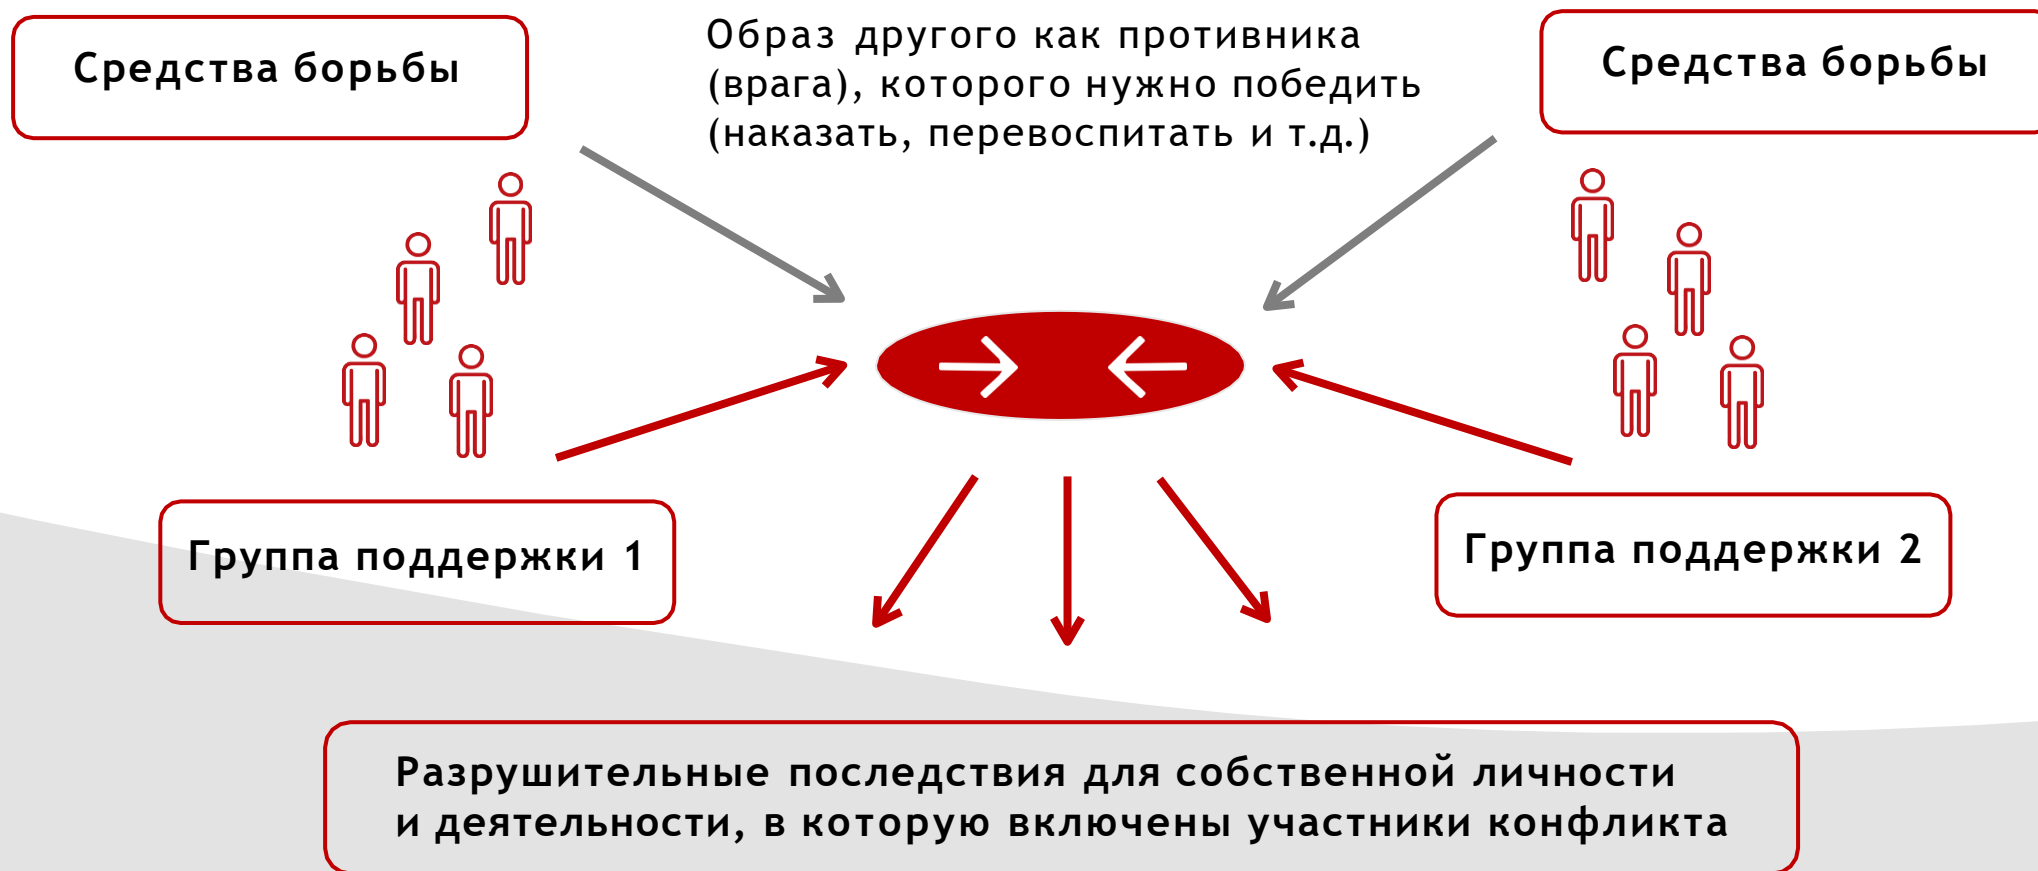 Средства борьбы
Образ другого как противника
(врага), которого нужно победить
(наказать, перевоспитать и т.д.)
Средства борьбы
Группа поддержки 1
Группа поддержки 2
Разрушительные последствия для собственной личности
и деятельности, в которую включены участники конфликта